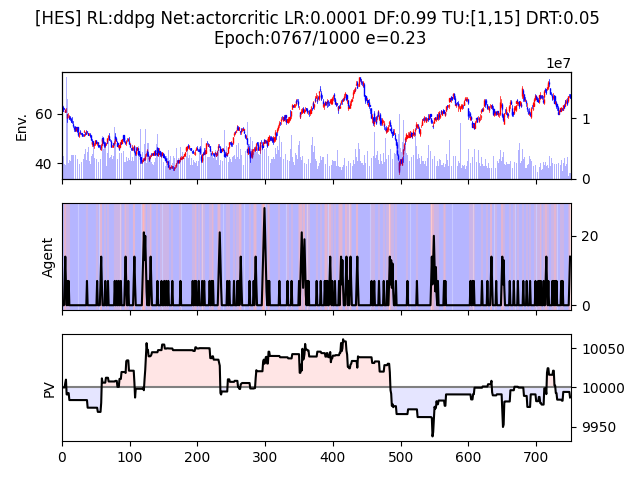 [HES] RL:ddpg Net:actorcritic LR:0.0001 DF:0.99 TU:[1,15] DRT:0.05
Epoch:0767/1000 e=0.23
1e7
Env.
60
40
1
0
Agent
20
0
PV
10050
10000
9950
0 100 200 300 400 500 600 700